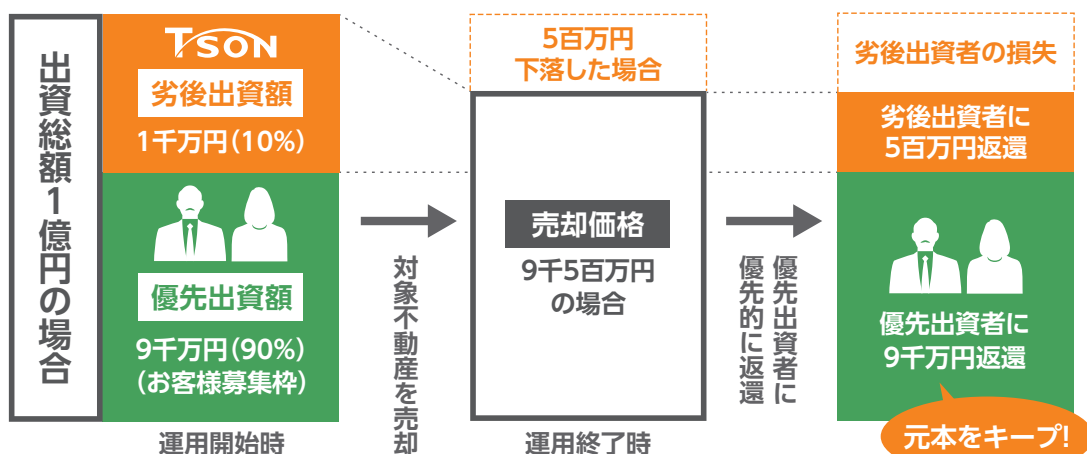 出資総額1億円の場合
TSON
劣後出資額
1千万円(10%)
優先出資額
9千万円(90%)
(お客様募集枠)
運用開始時
対象不動産を売却
5百万円
下落した場合
売却価格
9千5百万円
の場合
運用終了時
優先出資者に
優先的に返還
劣後出資者の損失
劣後出資者に
5百万円返還
優先出資者に
9千万円返還
元本をキープ!